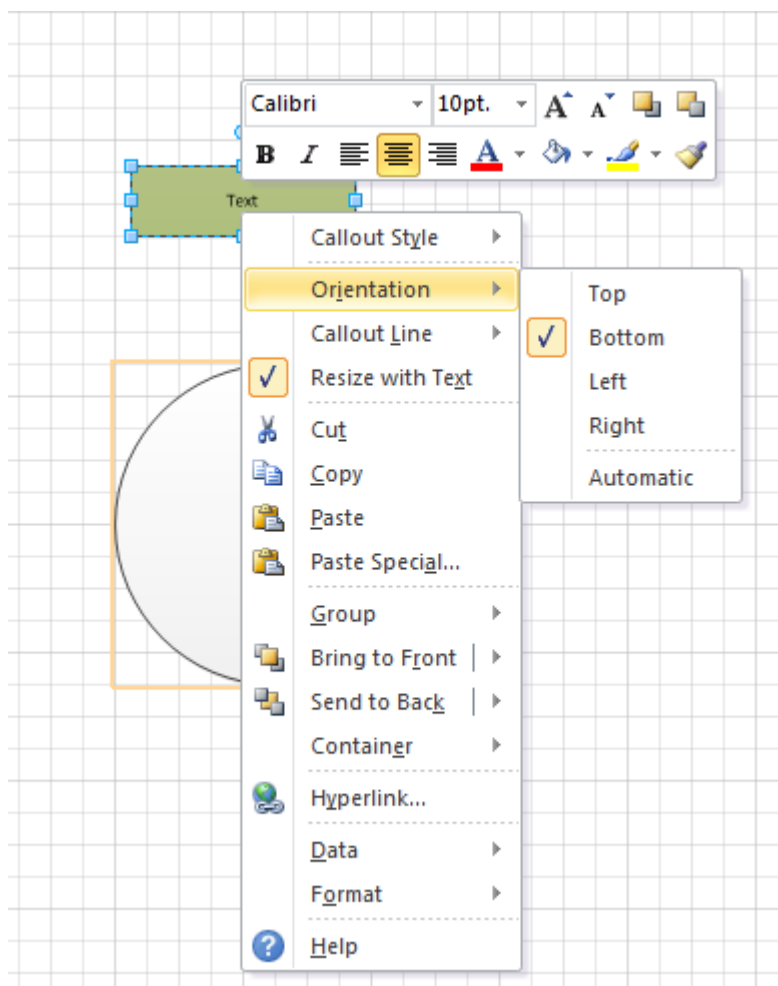 Calibri 10pt. A A
B I A
Text
Callout Style
Orientation
Top
Callout Line
Bottom
Resize with Text
Left
Cut
Right
Copy
Automatic
Paste
Paste Special...
Group
Bring to Front
Send to Back
Container
Hyperlink...
Data
Format
? Help